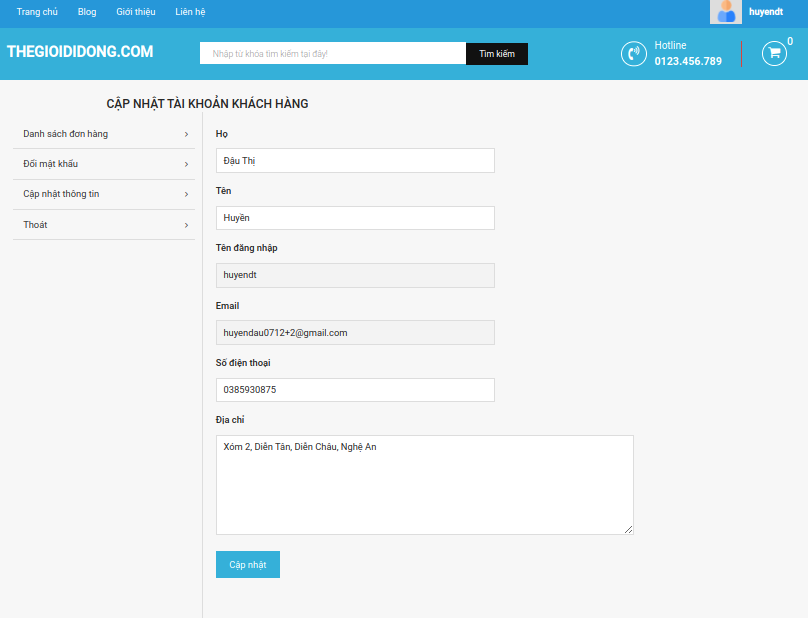 Trang chủ Blog Giới thiệu Liên hệ huyendt
THEGIOIDIDONG.COM Nhập từ khóa tìm kiếm tại đây! Tìm kiếm Hotline 0
0123.456.789
CẬP NHẬT TÀI KHOẢN KHÁCH HÀNG
Danh sách đơn hàng
Đổi mật khẩu
Cập nhật thông tin
Thoát
Họ
Đậu Thị
Tên
Huyền
Tên đăng nhập
huyendt
Email
huyendau0712+2@gmail.com
Số điện thoại
0385930875
Địa chỉ
Xóm 2, Diễn Tân, Diễn Châu, Nghệ An
Cập nhật